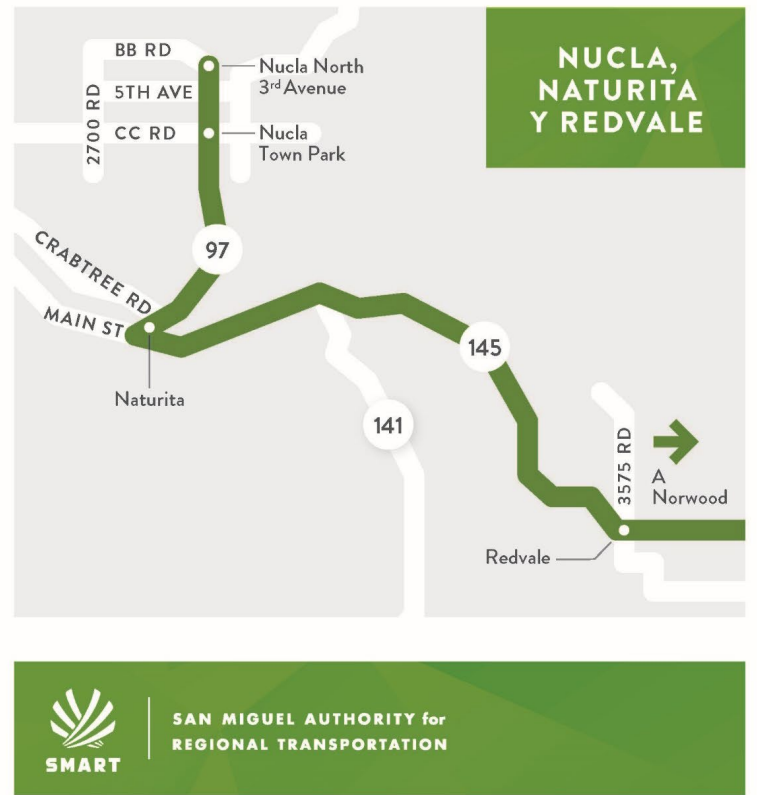 NUCLA,
NATURITA
Y REDVALE
BB RD
Nucla North
3rd Avenue
5TH AVE
2700 RD
CC RD
Nucla
Town Park
97
CRABTREE RD
MAIN ST
Naturita
145
141
3575 RD
A
Norwood
Redvale
SMART
SAN MIGUEL AUTHORITY for
REGIONAL TRANSPORTATION